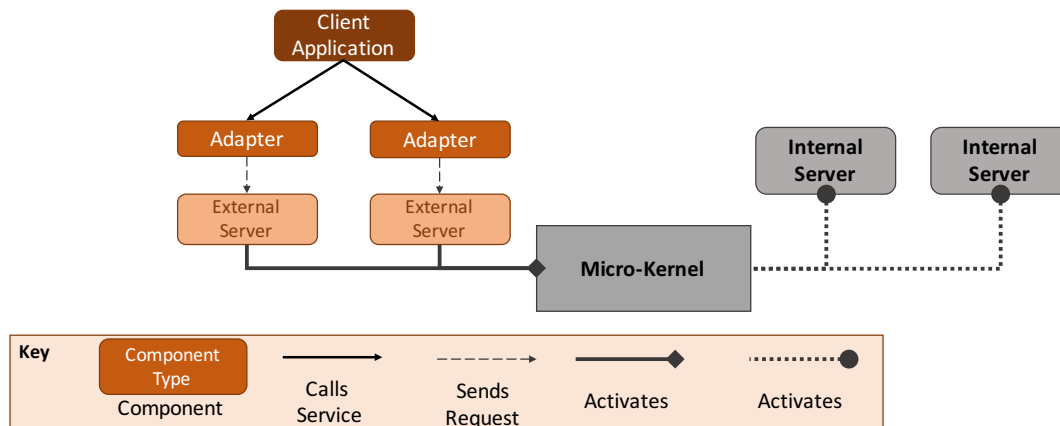 Client
Application
Adapter
Adapter
Internal
Server
Internal
Server
External
Server
External
Server
Micro-Kernel
Key
Component
Type
Component
Calls
Service
Sends
Request
Activates
Activates